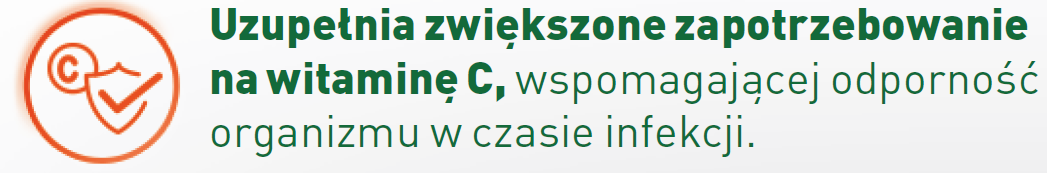 C
Uzupełnia zwiększone zapotrzebowanie
na witaminę C, wspomagającej odporność
organizmu w czasie infekcji.